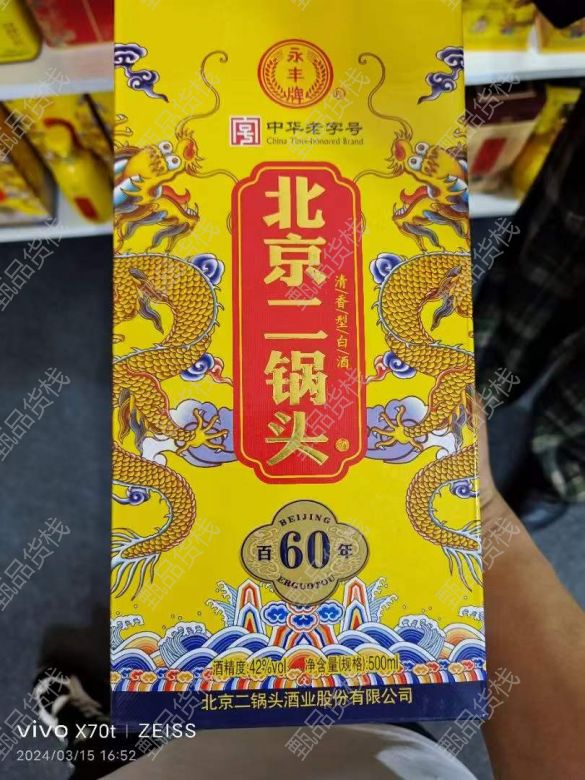 永丰牌®
中华老字号
China Time-honored Brand
北京二锅头
清/香/型/白/酒
BEIJING
百60年
ERGUOTOU
酒精度:42%vol 净含量(规格):500ml
北京二锅头酒业股份有限公司
vivo X70t | ZEISS
2024/03/15 16:52
甄品货栈